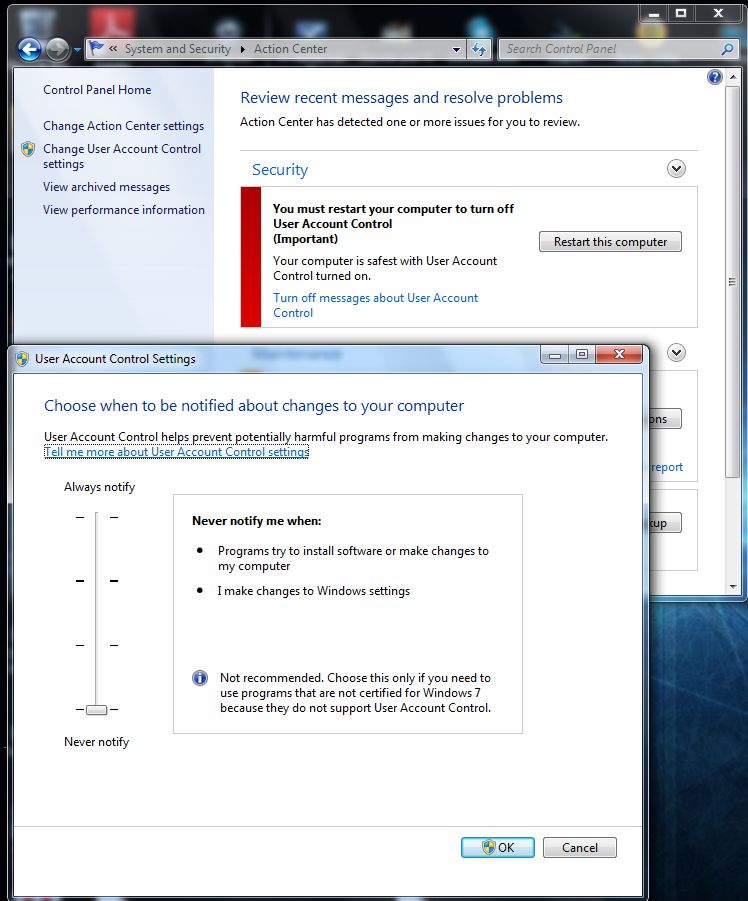 « System and Security ▸ Action Center
Search Control Panel
Control Panel Home
Change Action Center settings
Change User Account Control
settings
View archived messages
View performance information
Review recent messages and resolve problems
Action Center has detected one or more issues for you to review.
Security
You must restart your computer to turn off
User Account Control
(Important)
Restart this computer
Your computer is safest with User Account
Control turned on.
Turn off messages about User Account
Control
Maintenance
ons
report
kup
User Account Control Settings
Choose when to be notified about changes to your computer
User Account Control helps prevent potentially harmful programs from making changes to your computer.
Tell me more about User Account Control settings
Always notify
Never notify me when:
• Programs try to install software or make changes to
my computer
• I make changes to Windows settings
Not recommended. Choose this only if you need to
use programs that are not certified for Windows 7
because they do not support User Account Control.
Never notify
OK
Cancel